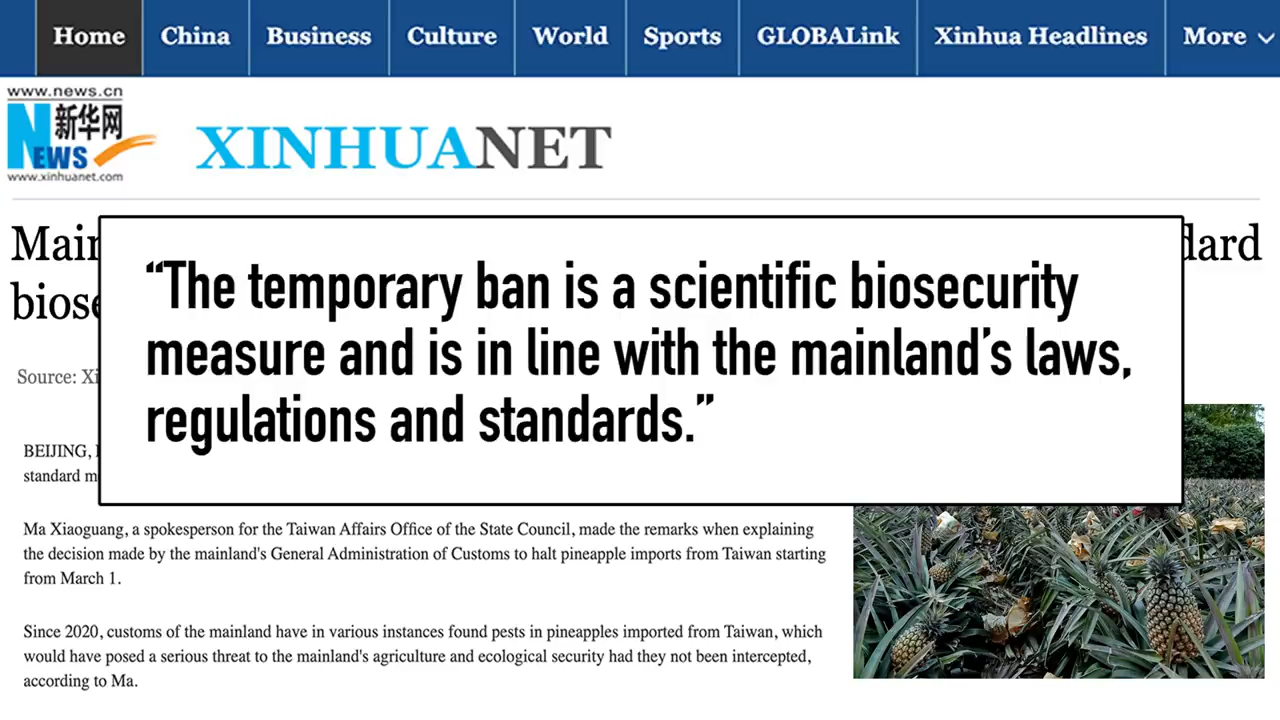 Home China Business Culture World Sports GLOBALink Xinhua Headlines More
www.news.cn
新华网
NEWS
www.xinhuanet.com
XINHUANET
dard
“The temporary ban is a scientific biosecurity
measure and is in line with the mainland’s laws,
regulations and standards.”
Source:
BEIJING,
standard
Ma Xiaoguang, a spokesperson for the Taiwan Affairs Office of the State Council, made the remarks when explaining
the decision made by the mainland's General Administration of Customs to halt pineapple imports from Taiwan starting
from March 1.
Since 2020, customs of the mainland have in various instances found pests in pineapples imported from Taiwan, which
would have posed a serious threat to the mainland's agriculture and ecological security had they not been intercepted,
according to Ma.